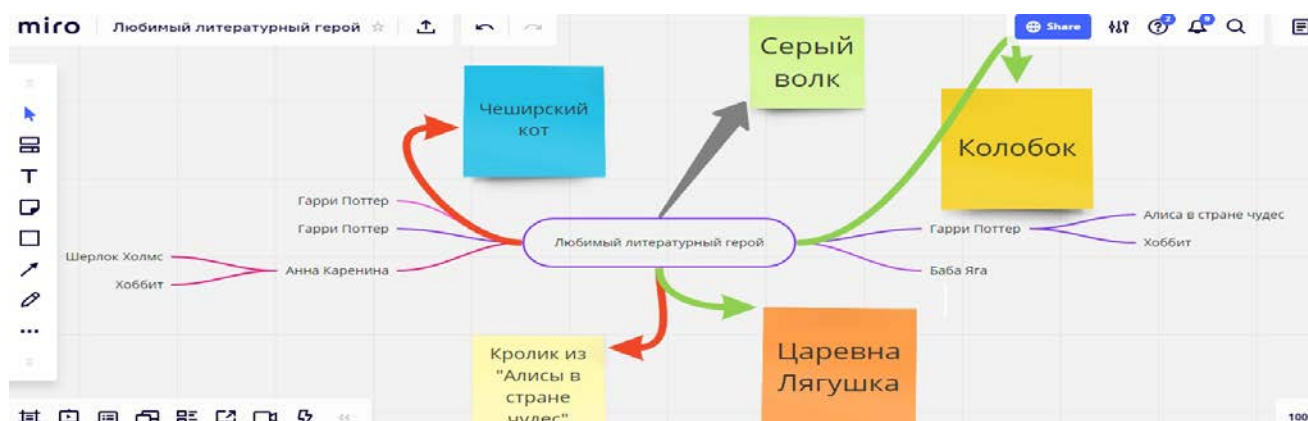 miro
Любимый литературный герой
Share
2
9
Серый
волк
Чеширский
кот
Колобок
Гарри Поттер
Гарри Поттер
Шерлок Холмс
Хоббит
Анна Каренина
Любимый литературный герой
Гарри Поттер
Алиса в стране чудес
Хоббит
Баба Яга
Кролик из
"Алисы в
стране
чудес"
Царевна
Лягушка
100